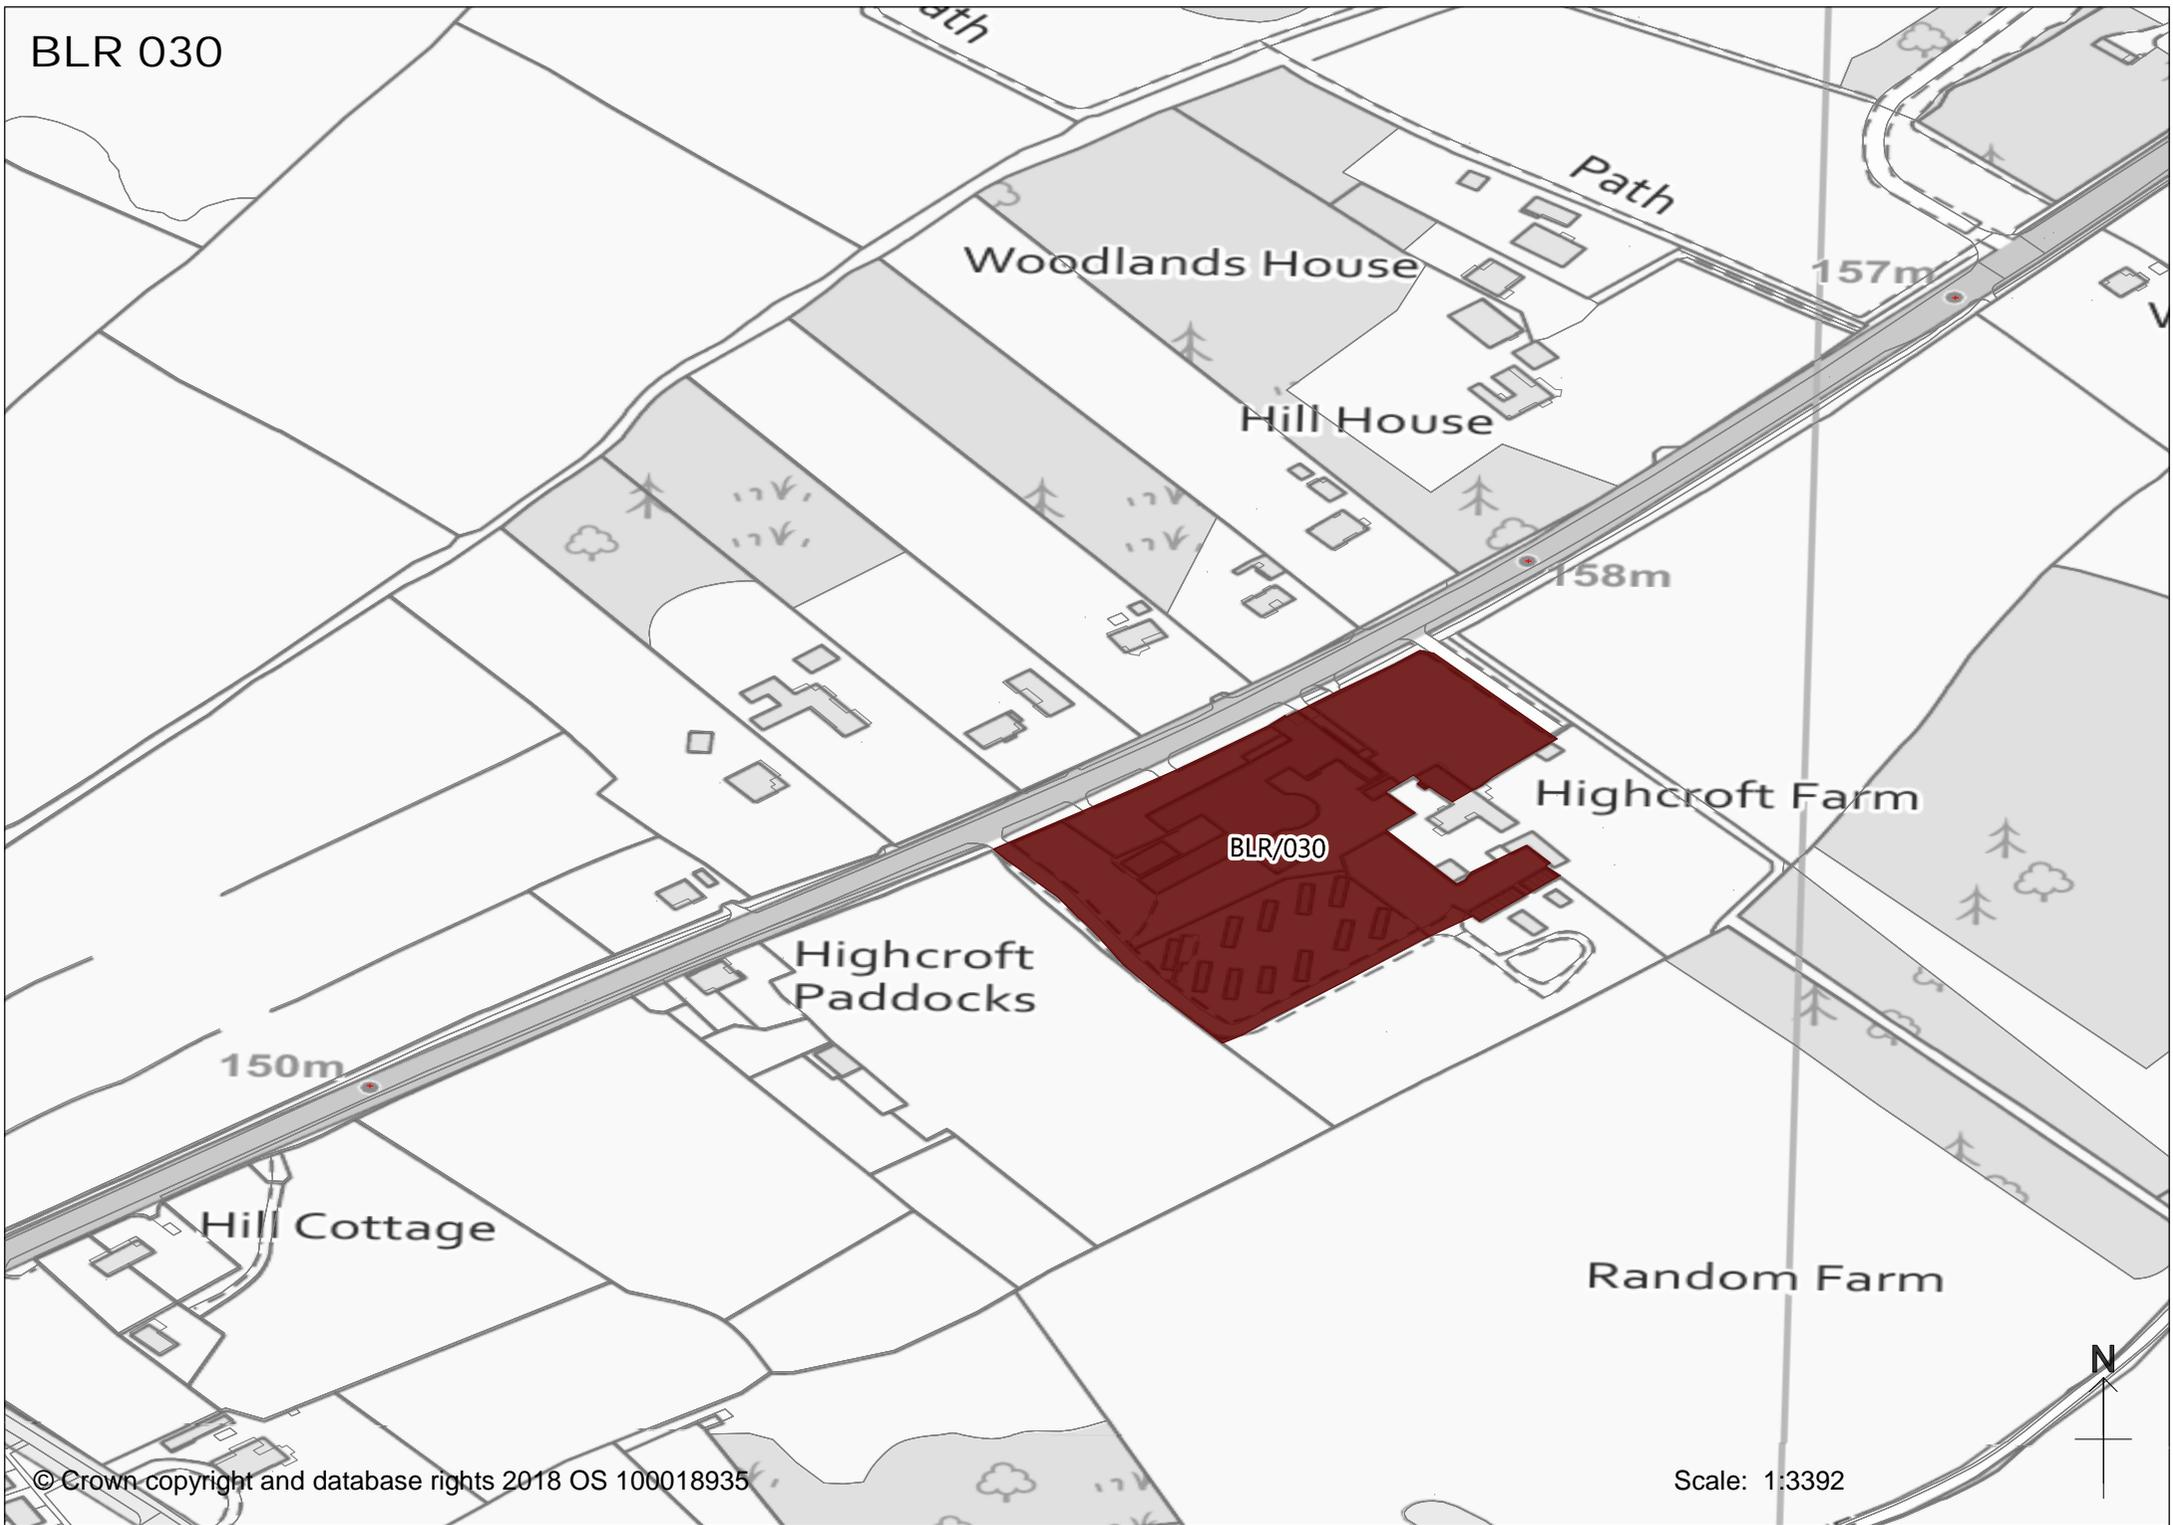 BLR 030
Path
Woodlands House
157m
Hill House
158m
Highcroft Farm
BLR/030
Highcroft
Paddocks
150m
Hill Cottage
Random Farm
N
© Crown copyright and database rights 2018 OS 100018935
Scale: 1:3392